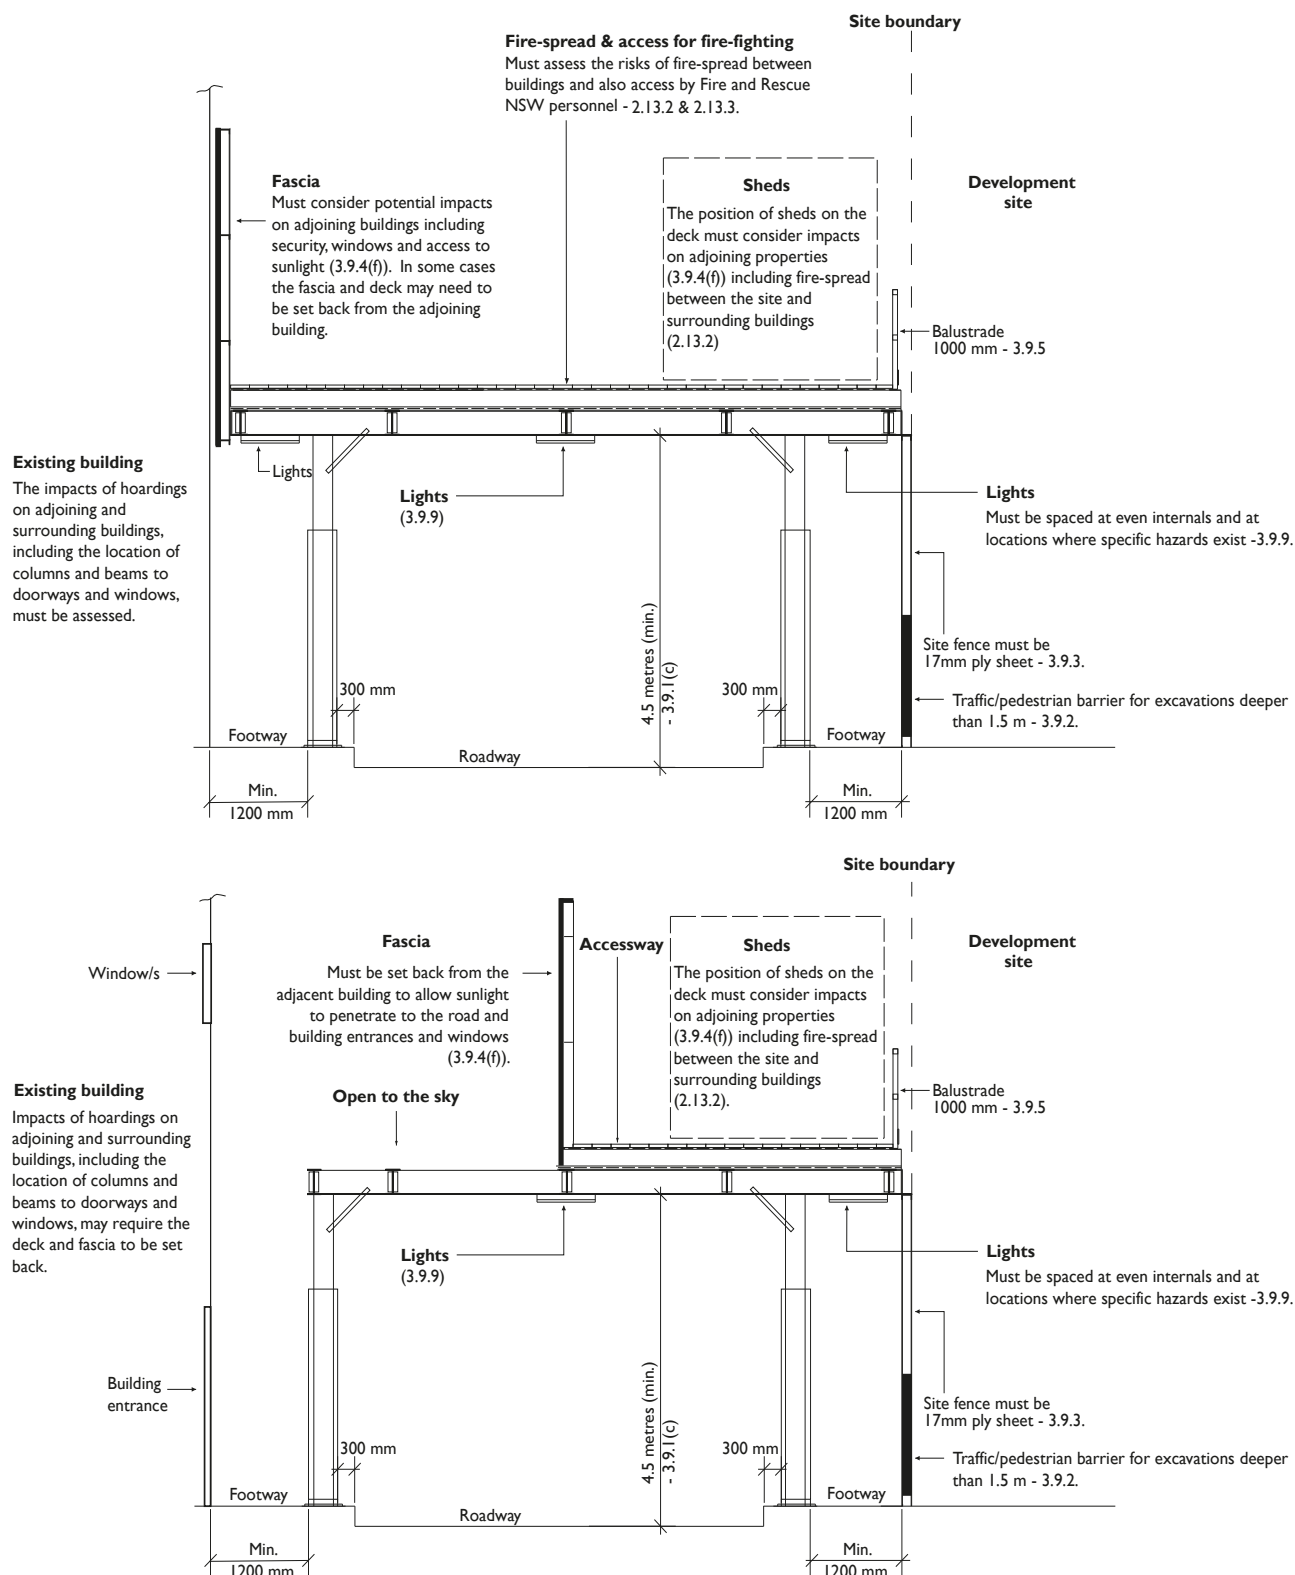 Site boundary
Fire-spread & access for fire-fighting
Must assess the risks of fire-spread between
buildings and also access by Fire and Rescue
NSW personnel - 2.13.2 & 2.13.3.
Fascia
Must consider potential impacts
on adjoining buildings including
security, windows and access to
sunlight (3.9.4(f)). In some cases
the fascia and deck may need to
be set back from the adjoining
building.
Sheds
The position of sheds on the
deck must consider impacts
on adjoining properties
(3.9.4(f)) including fire-spread
between the site and
surrounding buildings
(2.13.2)
Development
site
Balustrade
1000 mm - 3.9.5
Existing building
The impacts of hoardings
on adjoining and
surrounding buildings,
including the location of
columns and beams to
doorways and windows,
must be assessed.
Lights
Lights
(3.9.9)
Lights
Must be spaced at even internals and at
locations where specific hazards exist -3.9.9.
4.5 metres (min.)
- 3.9.1(c)
Site fence must be
17mm ply sheet - 3.9.3.
300 mm
300 mm
Traffic/pedestrian barrier for excavations deeper
than 1.5 m - 3.9.2.
Footway
Roadway
Footway
Min.
1200 mm
Min.
1200 mm
Site boundary
Window/s
Fascia
Must be set back from the
adjacent building to allow sunlight
to penetrate to the road and
building entrances and windows
(3.9.4(f)).
Accessway
Sheds
The position of sheds on the
deck must consider impacts
on adjoining properties
(3.9.4(f)) including fire-spread
between the site and
surrounding buildings
(2.13.2).
Development
site
Balustrade
1000 mm - 3.9.5
Existing building
Impacts of hoardings on
adjoining and surrounding
buildings, including the
location of columns and
beams to doorways and
windows, may require the
deck and fascia to be set
back.
Open to the sky
Lights
(3.9.9)
Lights
Must be spaced at even internals and at
locations where specific hazards exist -3.9.9.
Building
entrance
4.5 metres (min.)
- 3.9.1(c)
Site fence must be
17mm ply sheet - 3.9.3.
300 mm
300 mm
Traffic/pedestrian barrier for excavations deeper
than 1.5 m - 3.9.2.
Footway
Roadway
Footway
Min.
1200 mm
Min.
1200 mm